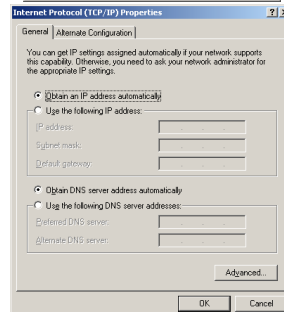 Internet Protocol (TCP/IP) Properties
General Alternate Configuration
You can get IP settings assigned automatically if your network supports
this capability. Otherwise, you need to ask your network administrator for
the appropriate IP settings.
Obtain an IP address automatically
Use the following IP address:
IP address:
Subnet mask:
Default gateway:
Obtain DNS server address automatically
Use the following DNS server addresses:
Preferred DNS server:
Alternate DNS server:
Advanced...
OK Cancel